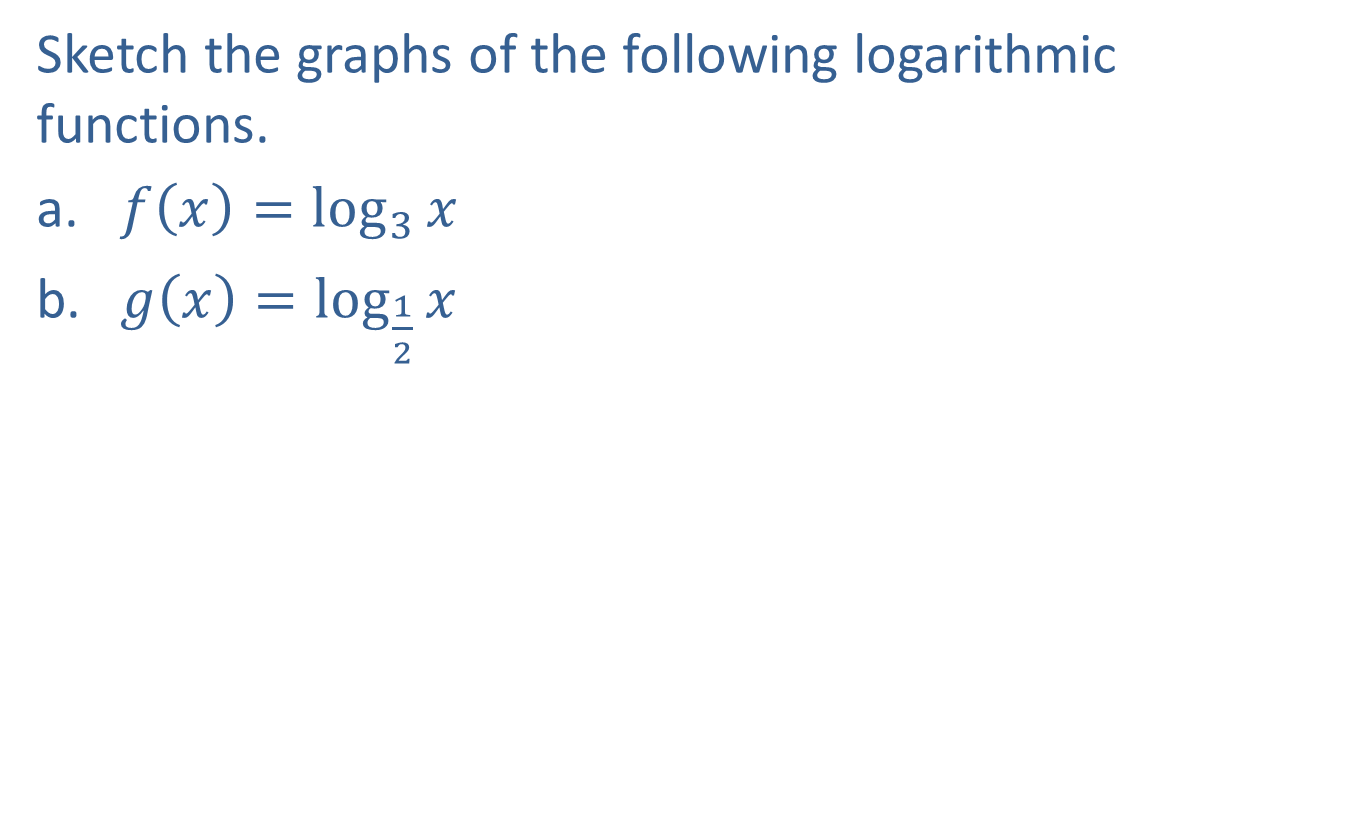 Sketch the graphs of the following logarithmic
functions.
a. f(x) = log₃ x
b. g(x) = log_{1/2} x